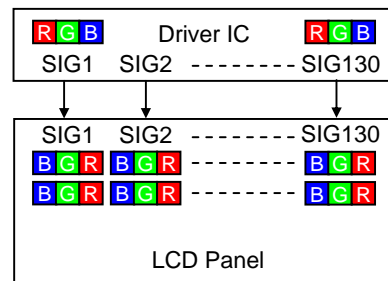 R G B Driver IC R G B
SIG1 SIG2 SIG130
SIG1 SIG2 SIG130
B G R B G R B G R
B G R B G R B G R
LCD Panel